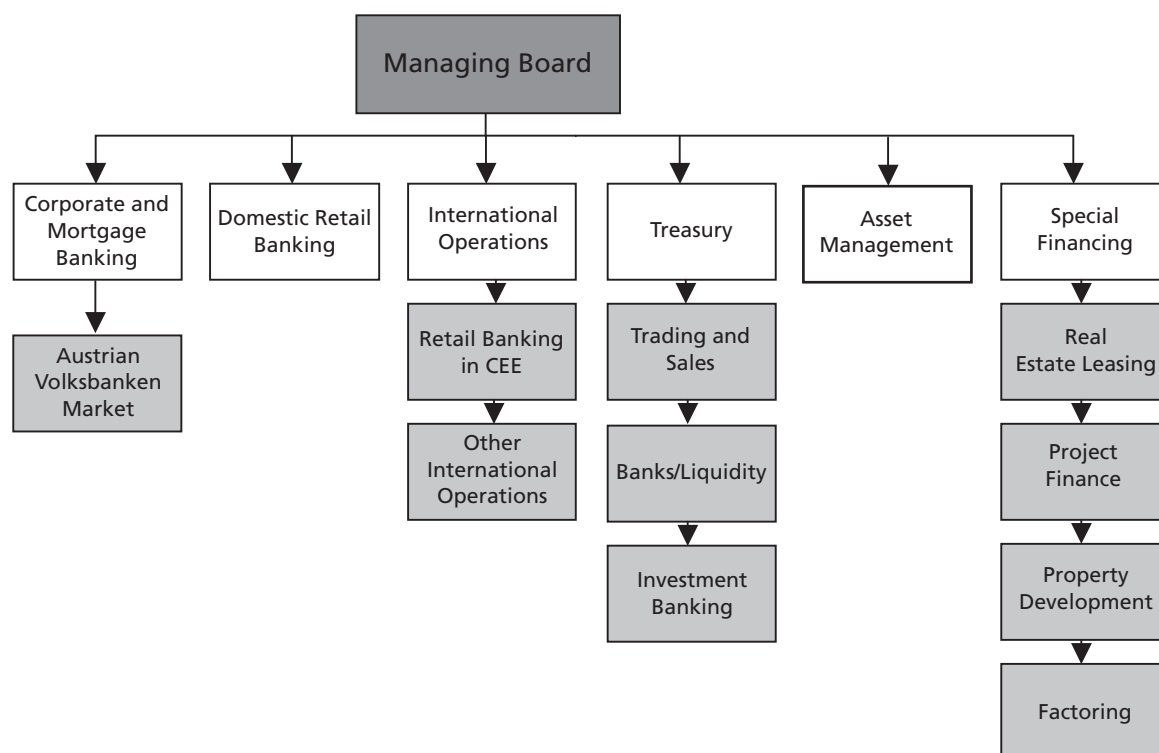 Managing Board
Corporate and
Mortgage
Banking
Domestic Retail
Banking
International
Operations
Treasury
Asset
Management
Special
Financing
Austrian
Volksbanken
Market
Retail Banking
in CEE
Trading and
Sales
Real
Estate Leasing
Other
International
Operations
Banks/Liquidity
Project
Finance
Investment
Banking
Property
Development
Factoring